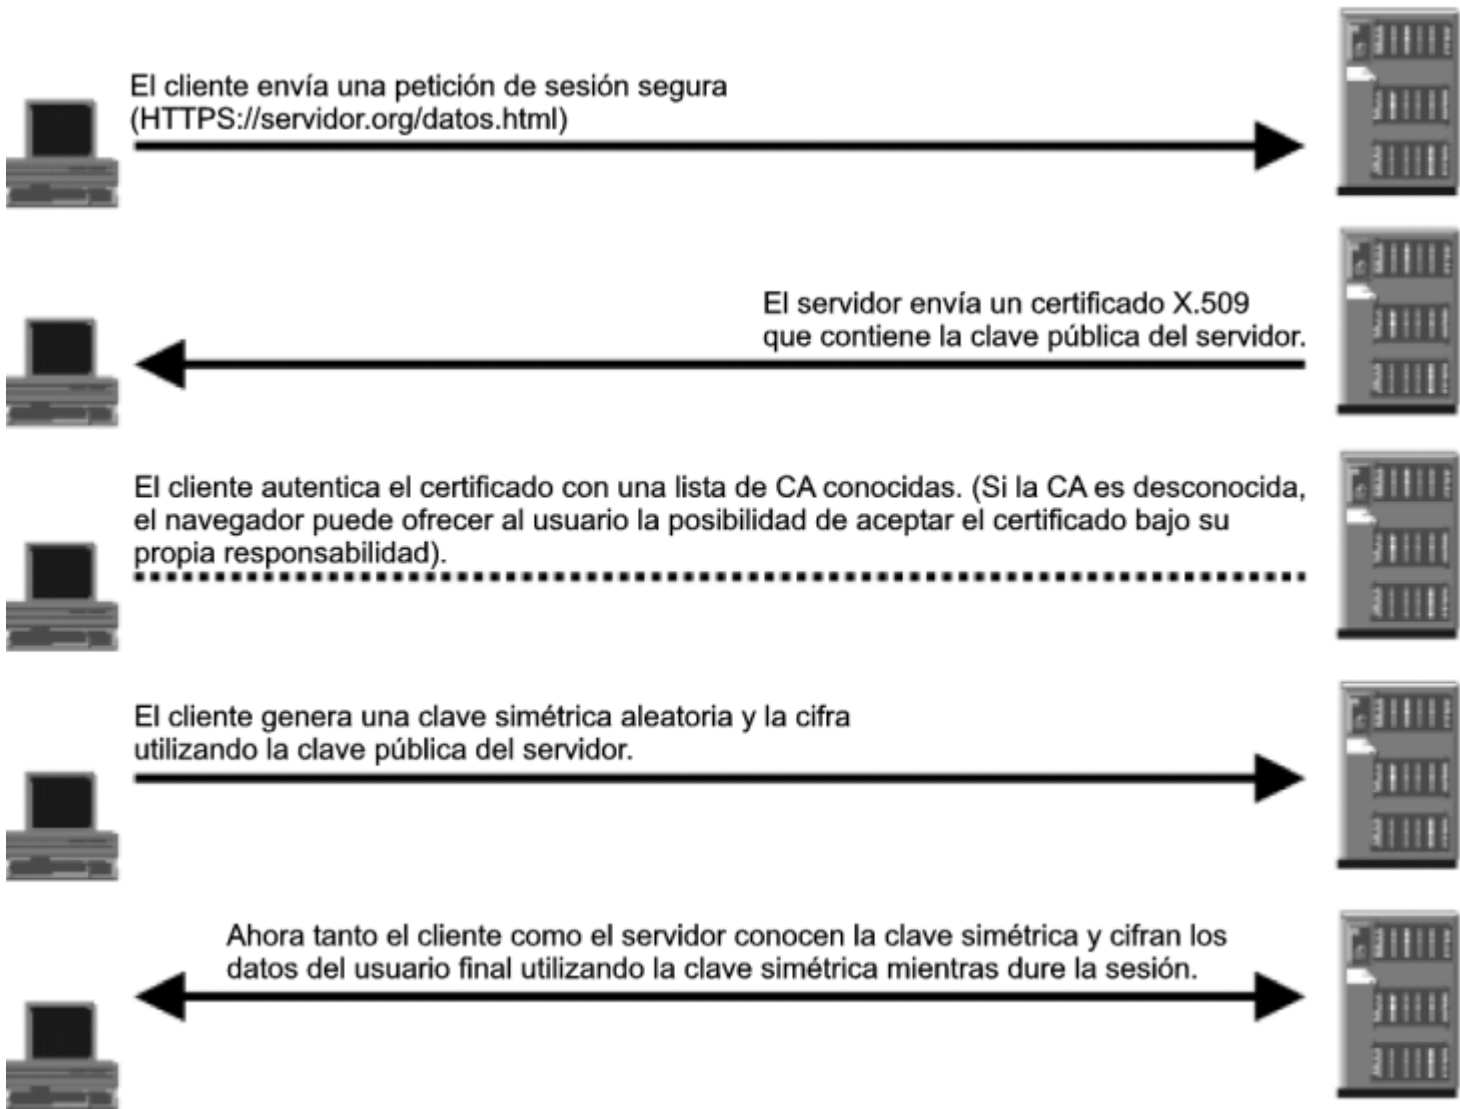 El cliente envía una petición de sesión segura
(HTTPS://servidor.org/datos.html)
El servidor envía un certificado X.509
que contiene la clave pública del servidor.
El cliente autentica el certificado con una lista de CA conocidas. (Si la CA es desconocida,
el navegador puede ofrecer al usuario la posibilidad de aceptar el certificado bajo su
propia responsabilidad).
El cliente genera una clave simétrica aleatoria y la cifra
utilizando la clave pública del servidor.
Ahora tanto el cliente como el servidor conocen la clave simétrica y cifran los
datos del usuario final utilizando la clave simétrica mientras dure la sesión.